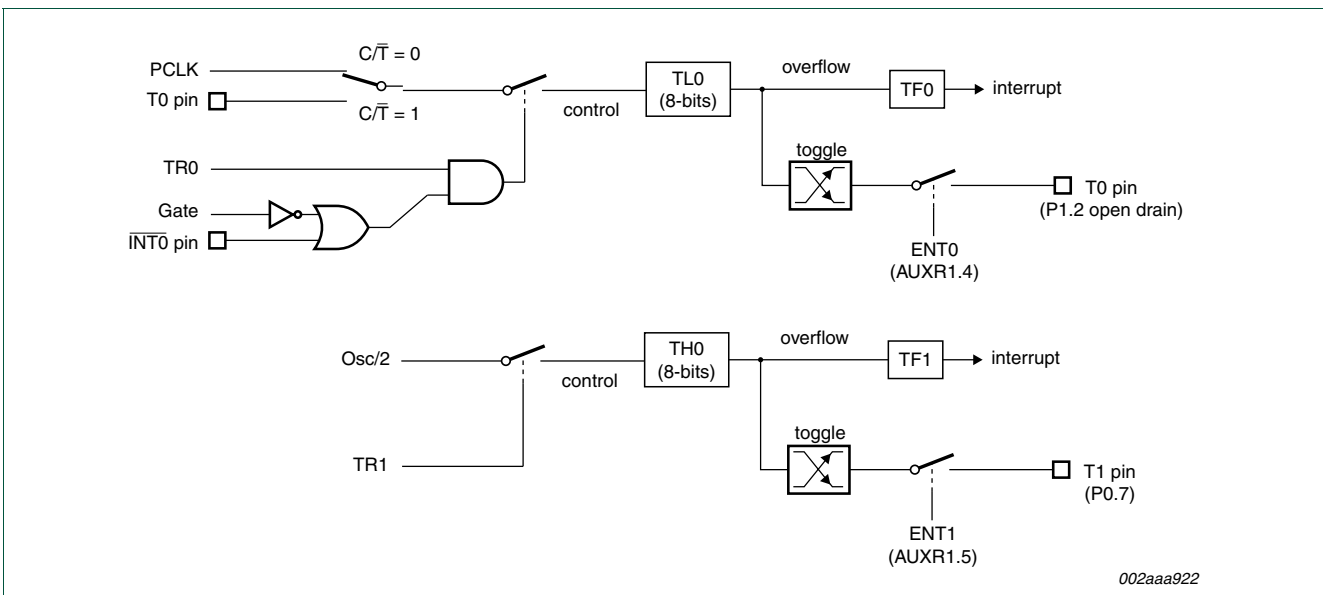 C/T̅ = 0
PCLK
T0 pin
C/T̅ = 1
TR0
Gate
I̅N̅T̅0̅ pin
control
TL0
(8-bits)
overflow
TF0
interrupt
toggle
T0 pin
(P1.2 open drain)
ENT0
(AUXR1.4)
Osc/2
TR1
control
TH0
(8-bits)
overflow
TF1
interrupt
toggle
T1 pin
(P0.7)
ENT1
(AUXR1.5)
002aaa922